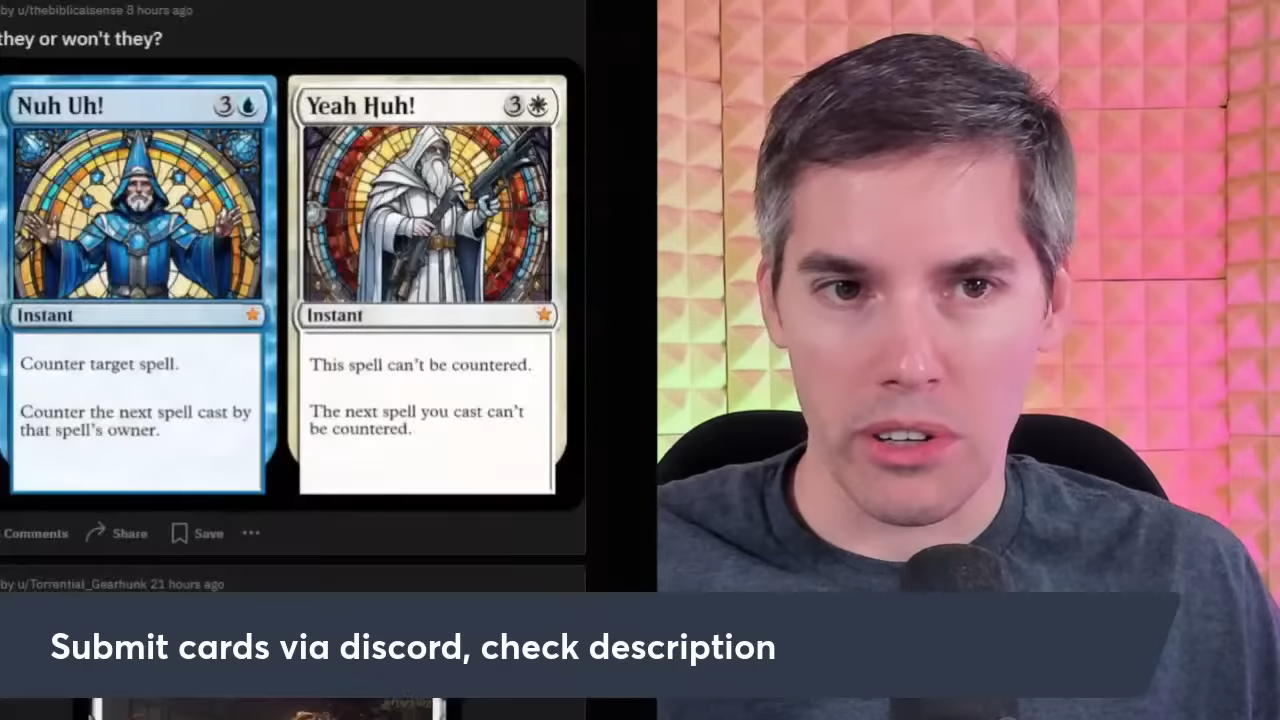 by u/thebiblicalsense 8 hours ago
they or won't they?
Nuh Uh! 3
Yeah Huh! 3
Instant
Instant
Counter target spell.
Counter the next spell cast by
that spell's owner.
This spell can't be countered.
The next spell you cast can't
be countered.
Comments Share Save ...
by u/Torrential_Gearhunk 21 hours ago
Submit cards via discord, check description